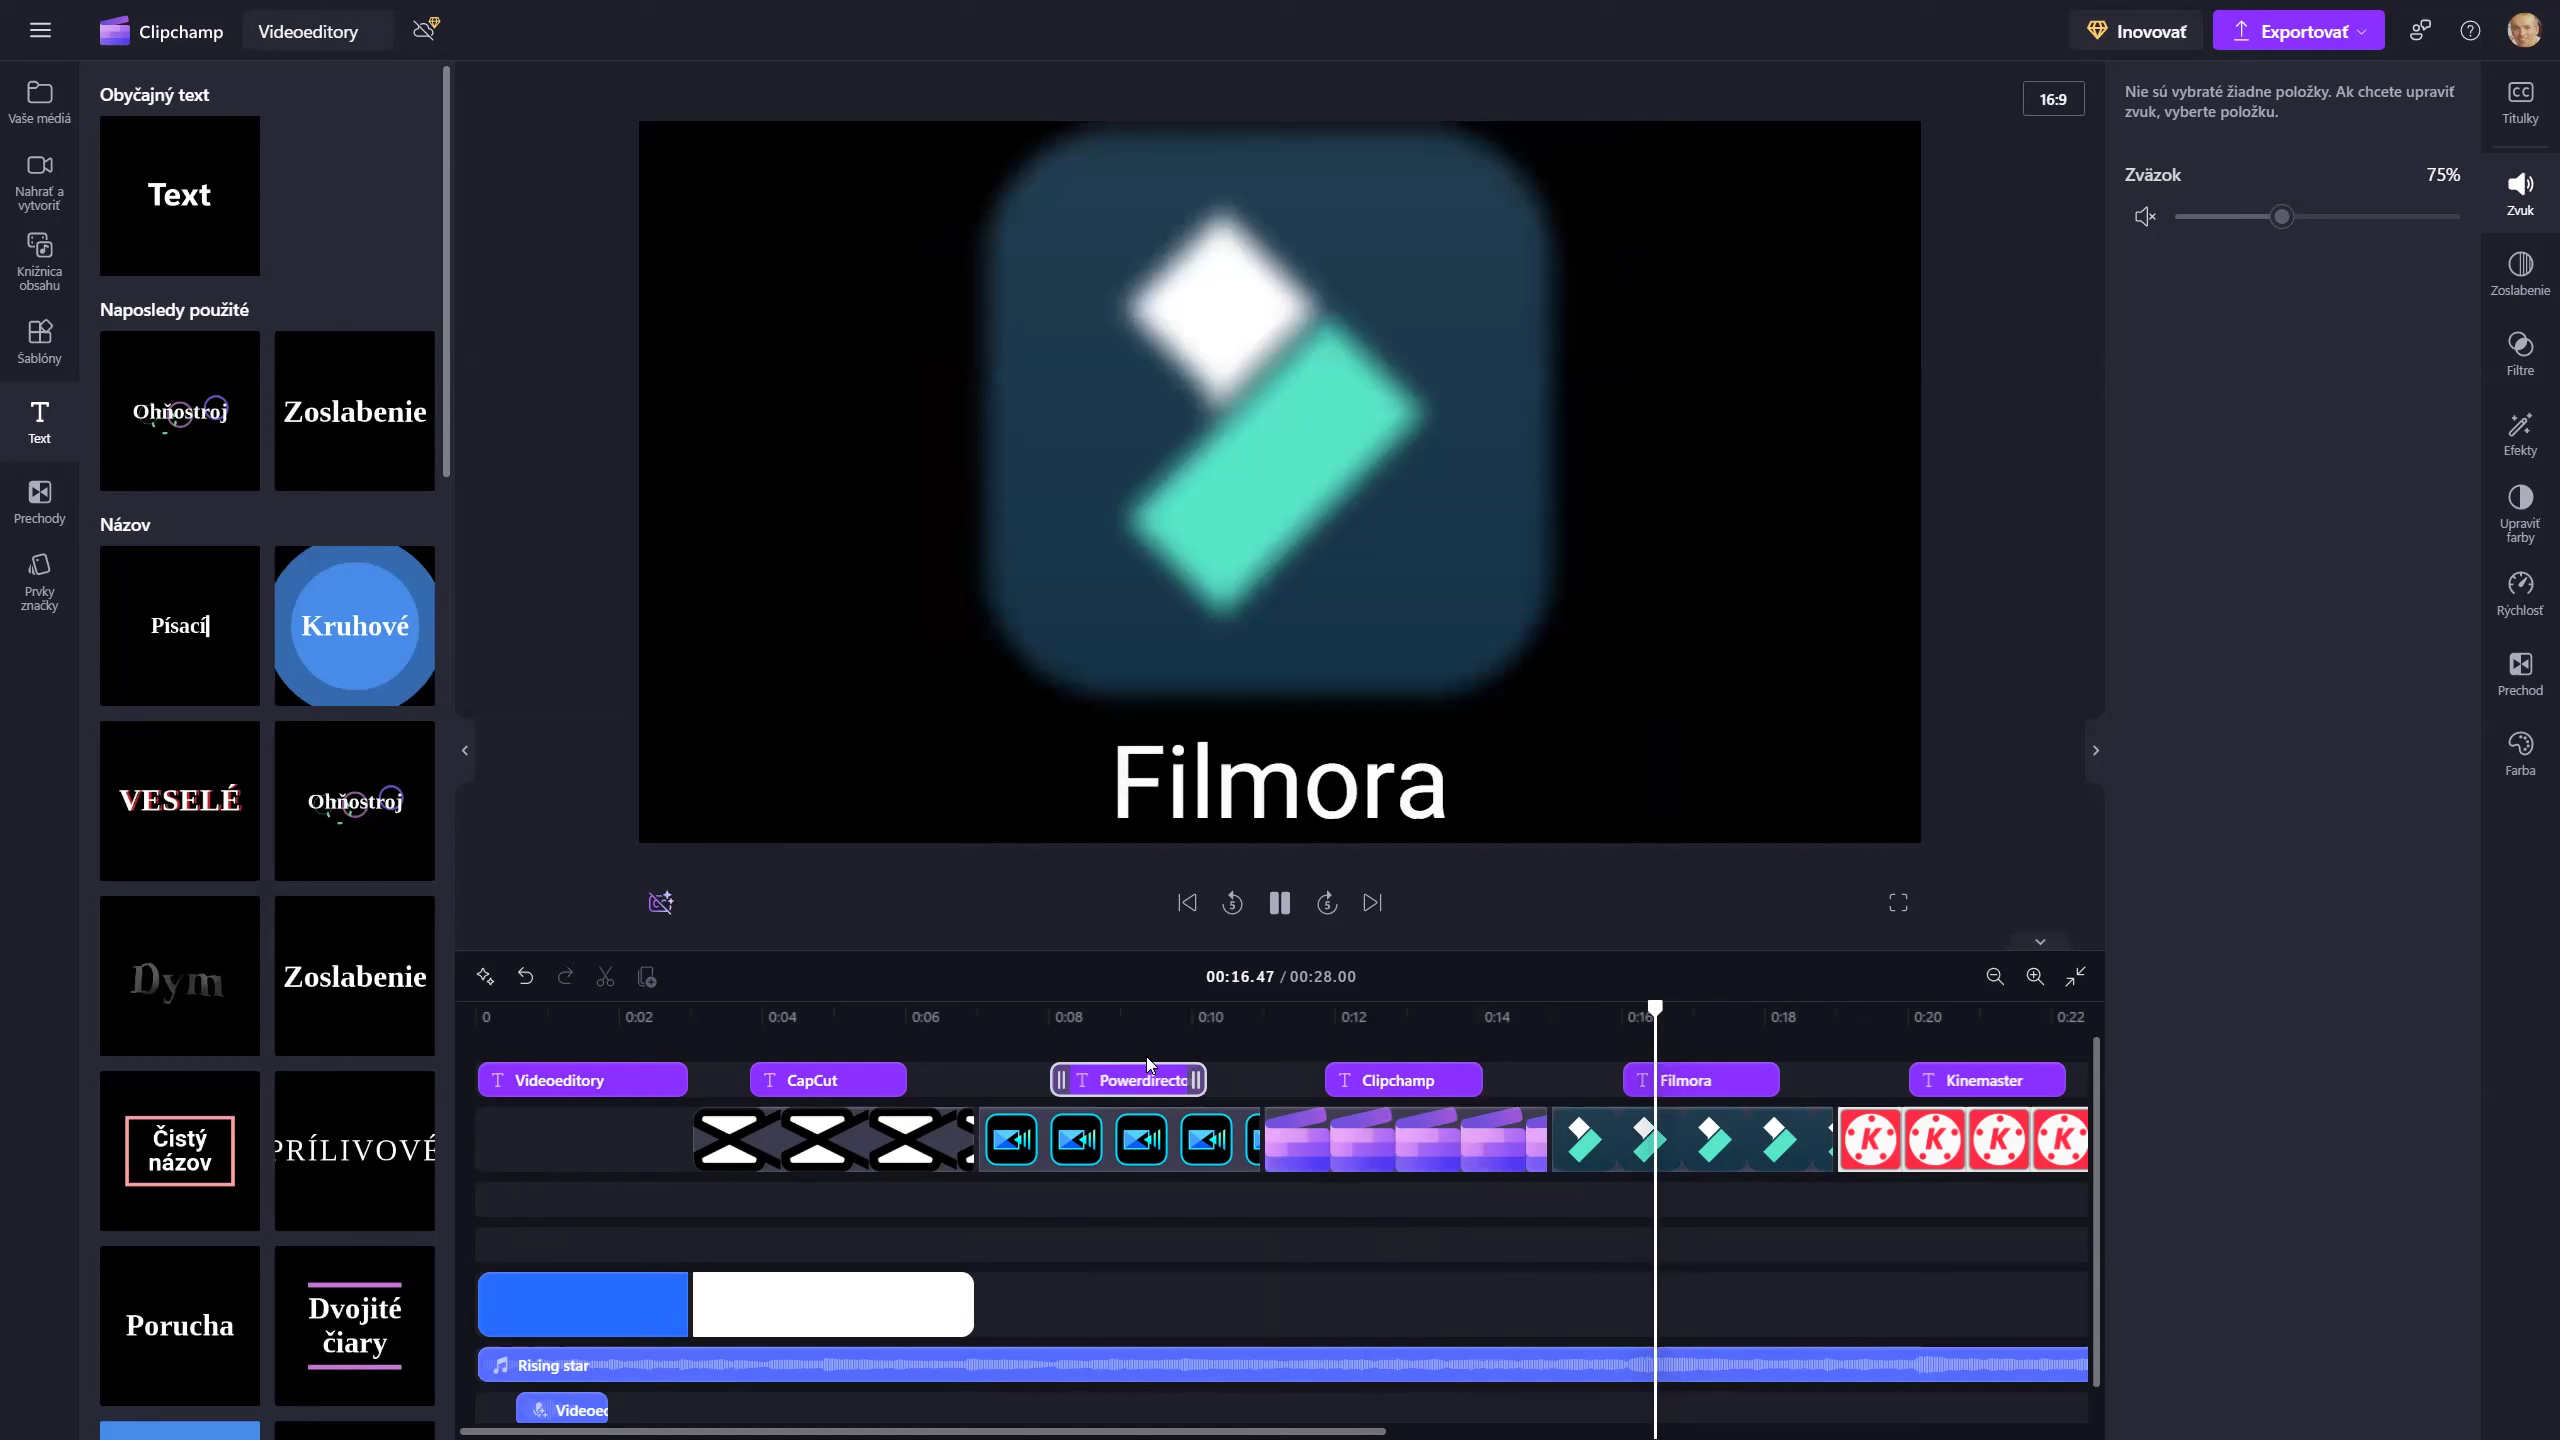 Clipchamp
Videoeditory
Inovovať
Exportovať
Vaše médiá
Nahrať a
vytvoriť
Knižnica
obsahu
Šablóny
Text
Prechody
Prvky
značky
Obyčajný text
Text
Naposledy použité
Ohňostroj
Zoslabenie
Názov
Písací
Kruhové
VESELÉ
Ohňostroj
Dym
Zoslabenie
Čistý
názov
PRÍLIVOVÉ
Porucha
Dvojité
čiary
16:9
Filmora
5
5
00:16.47 / 00:28.00
0
0:02
0:04
0:06
0:08
0:10
0:12
0:14
0:16
0:18
0:20
0:22
T Videoeditory
T CapCut
T Powerdirecto
T Clipchamp
T Filmora
T Kinemaster
K K K K
Rising star
Videoed
Nie sú vybraté žiadne položky. Ak chcete upraviť
zvuk, vyberte položku.
Zväzok
75%
CC
Titulky
Zvuk
Zoslabenie
Filtre
Efekty
Upraviť
farby
Rýchlosť
Prechod
Farba